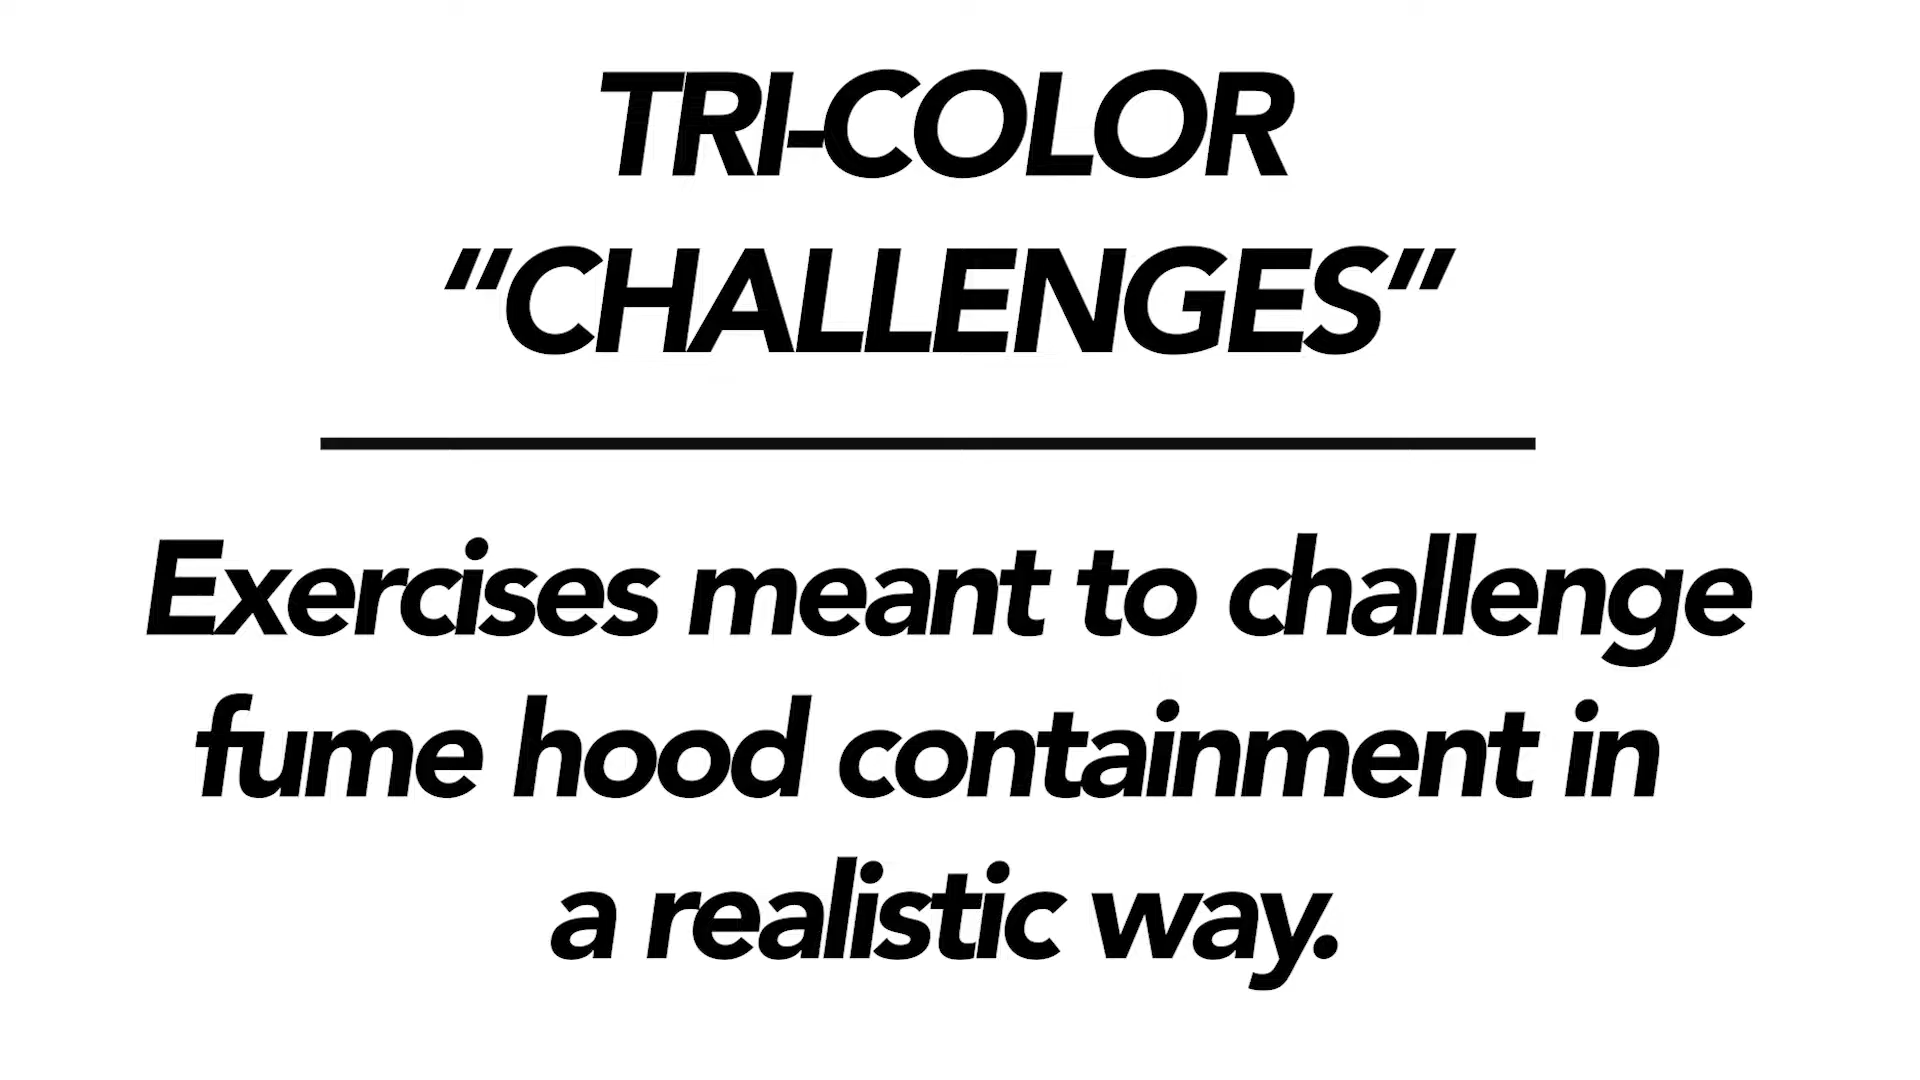 TRI-COLOR
“CHALLENGES”
Exercises meant to challenge
fume hood containment in
a realistic way.